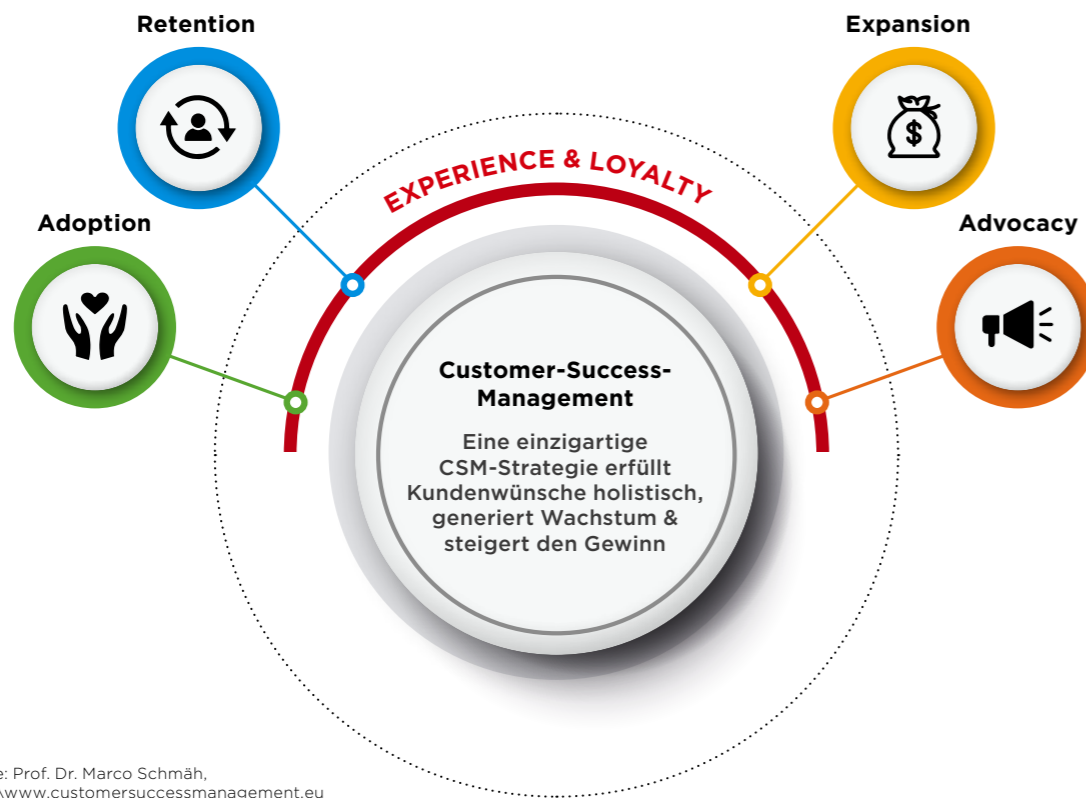 Retention
Expansion
EXPERIENCE & LOYALTY
Adoption
Advocacy
$
Customer-Success-
Management
Eine einzigartige
CSM-Strategie erfüllt
Kundenwünsche holistisch,
generiert Wachstum &
steigert den Gewinn
e: Prof. Dr. Marco Schmäh,
www.customersuccessmanagement.eu